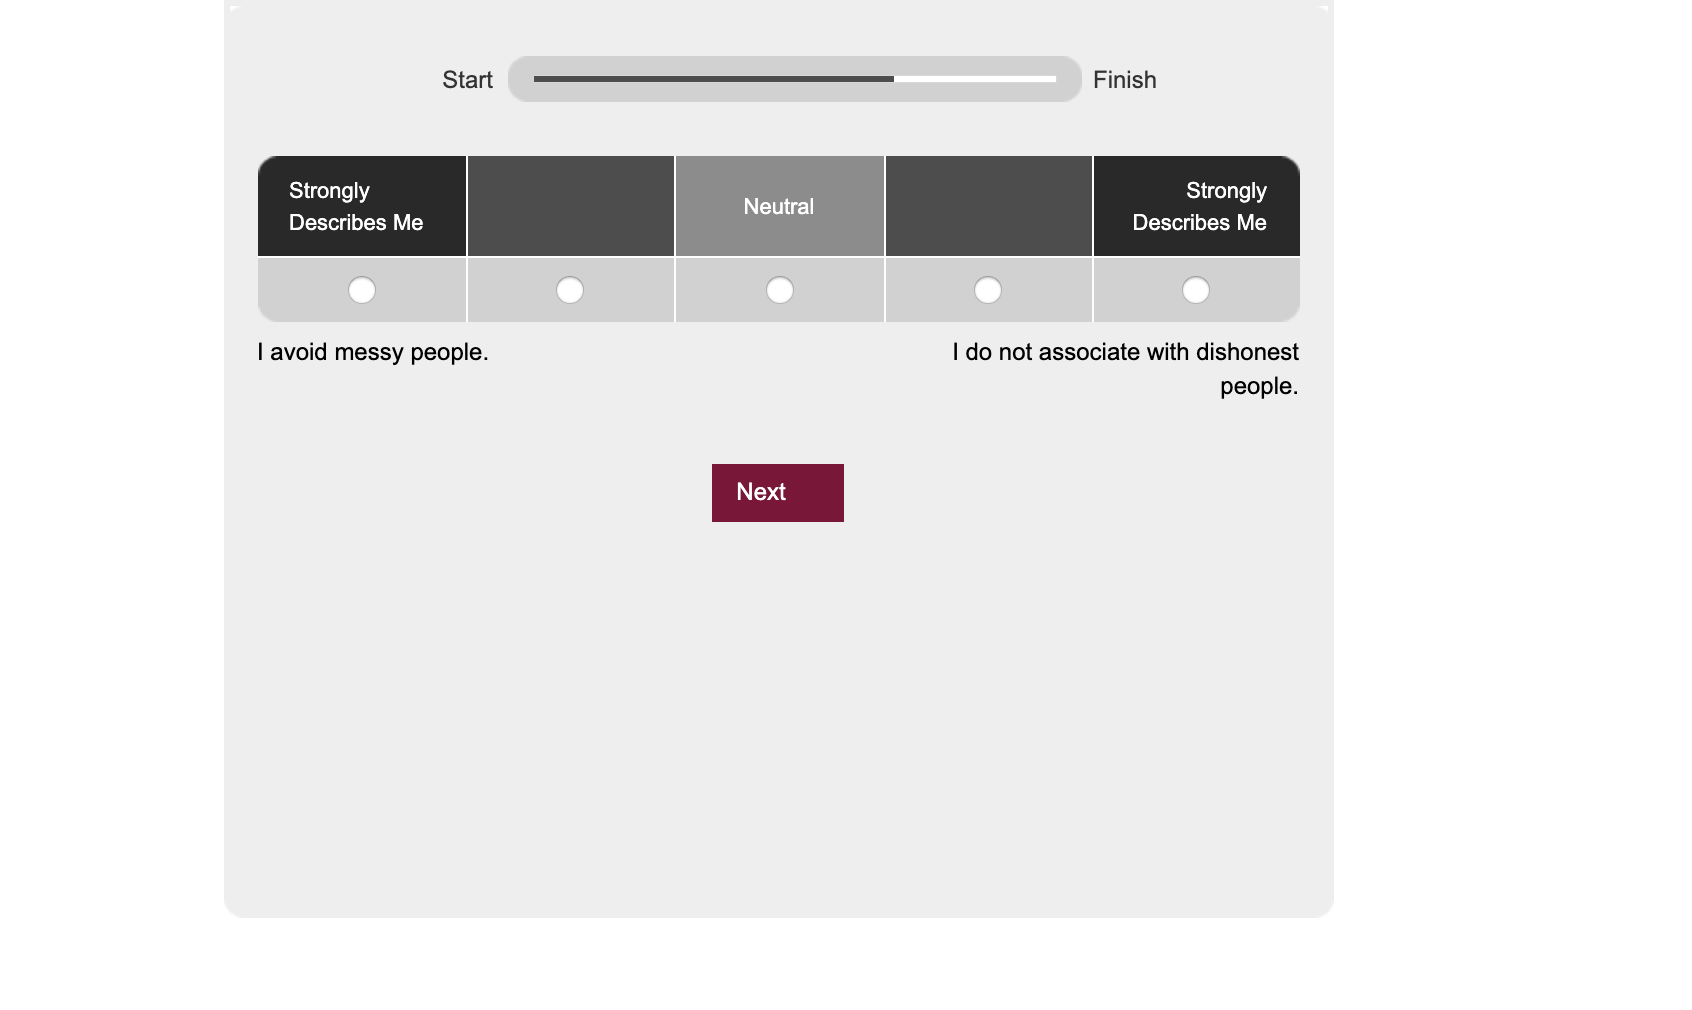 Start
Finish
Strongly
Describes Me
Neutral
Strongly
Describes Me
I avoid messy people.
I do not associate with dishonest
people.
Next